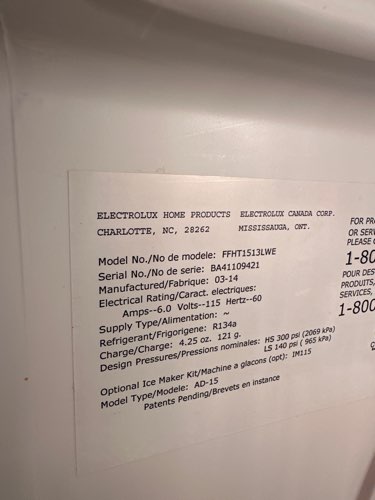 ELECTROLUX HOME PRODUCTS ELECTROLUX CANADA CORP.
CHARLOTTE, NC, 28262 MISSISSAUGA, ONT.
Model No./No de modele: FFHT1513LWE
Serial No./No de serie: BA41109421
Manufactured/Fabrique: 03-14
Electrical Rating/Caract. electriques:
Amps--6.0 Volts--115 Hertz--60
Supply Type/Alimentation: ~
Refrigerant/Frigorigene: R134a
Charge/Charge: 4.25 oz. 121 g.
Design Pressures/Pressions nominales: HS 300 psi (2069 kPa)
LS 140 psi ( 965 kPa)
Optional Ice Maker Kit/Machine a glacons (opt): IM115
Model Type/Modele: AD-15
Patents Pending/Brevets en instance
FOR
OR
PLEASE
1-80
POUR
PRODUITS,
SERVICES,
1-800